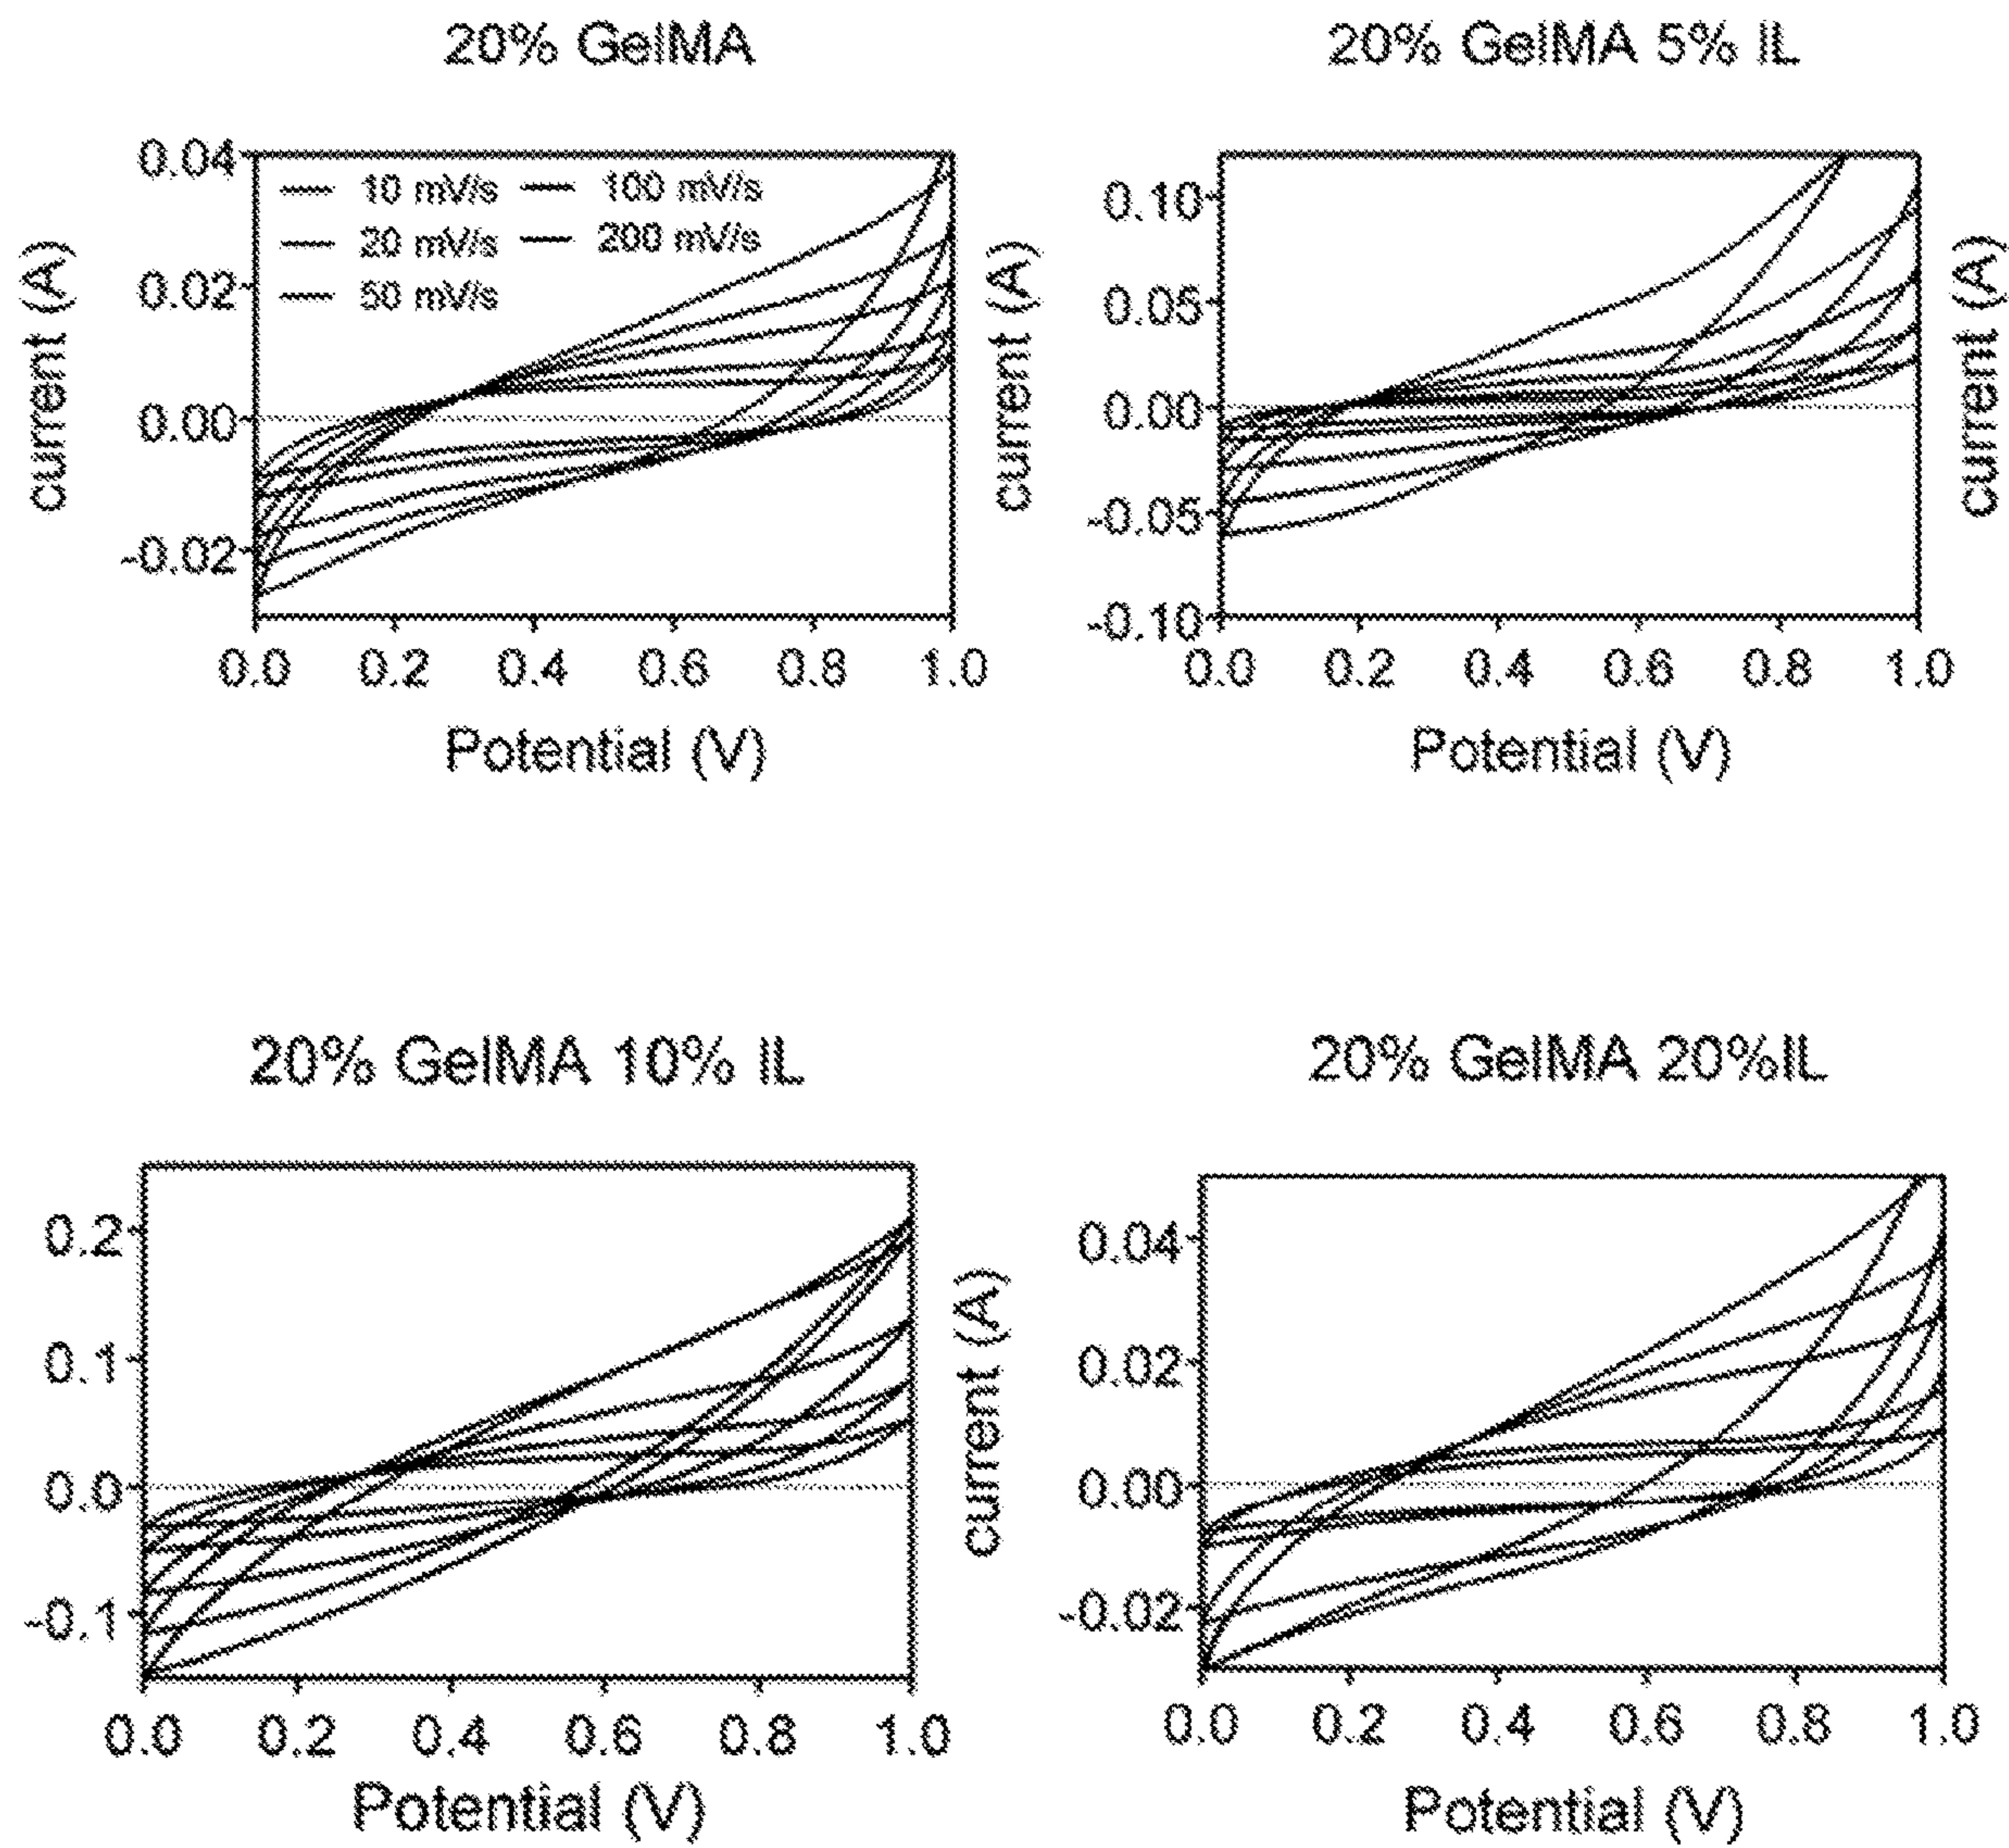 20% GelMA
20% GelMA 5% IL
current (A)
0.04
0.02
0.00
-0.02
10 mV/s
100 mV/s
20 mV/s
200 mV/s
50 mV/s
0.0 0.2 0.4 0.6 0.8 1.0
Potential (V)
current (A)
0.10
0.05
0.00
-0.05
-0.10
0.0 0.2 0.4 0.6 0.8 1.0
Potential (V)
current (A)
20% GelMA 10% IL
20% GelMA 20%IL
0.2
0.1
0.0
-0.1
0.0 0.2 0.4 0.6 0.8 1.0
Potential (V)
current (A)
0.04
0.02
0.00
-0.02
0.0 0.2 0.4 0.6 0.8 1.0
Potential (V)